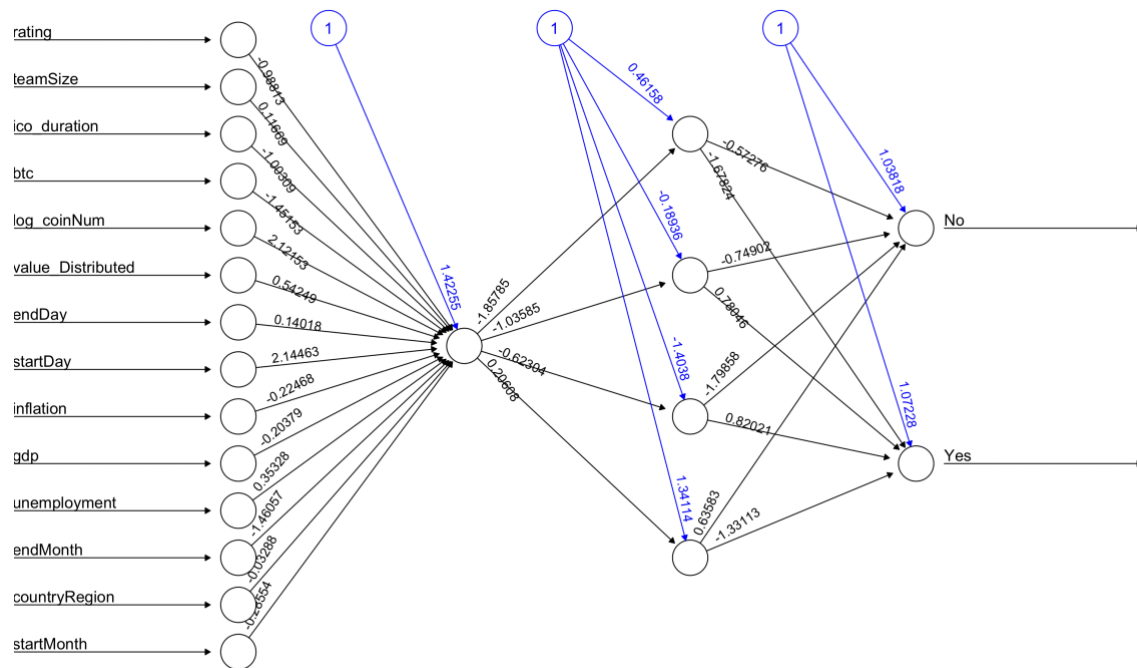 rating
teamSize
ico_duration
btc
log_coinNum
value_Distributed
endDay
startDay
inflation
gdp
unemployment
endMonth
countryRegion
startMonth
-0.98813
0.11669
-1.00309
-1.45153
2.12153
0.54249
0.14018
2.14463
-0.22468
-0.20379
0.35328
-1.46057
-0.03288
1
1.42255
-1.85785
-1.03585
-0.62304
0.20608
1
0.46158
-0.18936
-1.4038
1.34114
-0.57276
-1.67824
-0.74902
0.78046
-1.79858
0.82021
0.63583
-1.33113
1
1.03818
1.07228
No
Yes